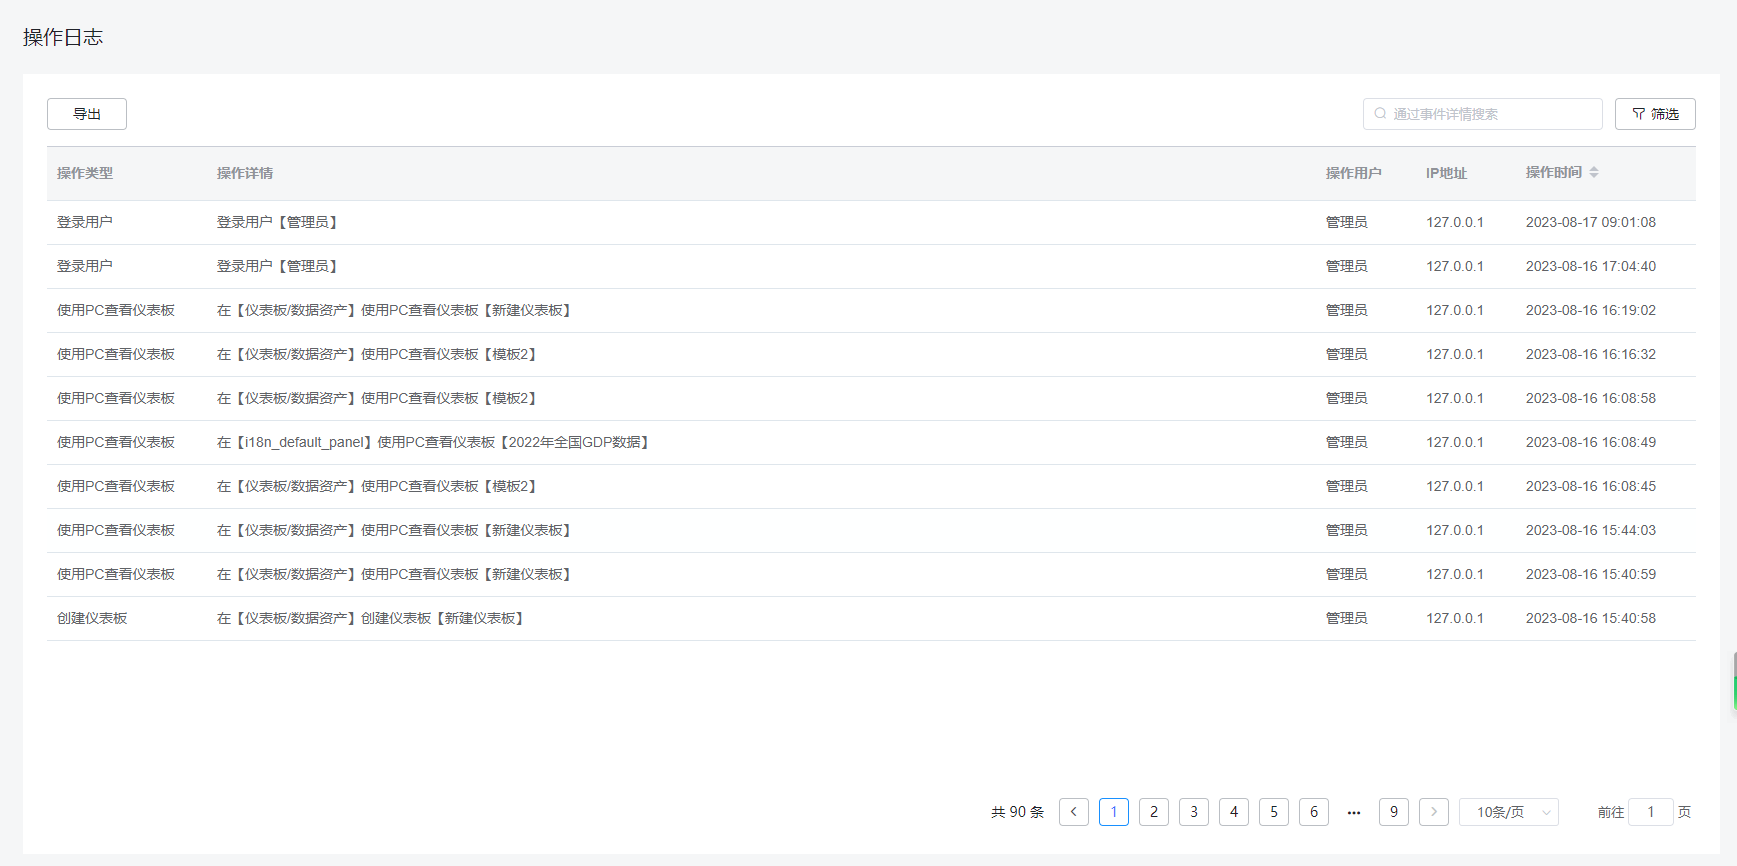 操作日志
导出
通过事件详情搜索 筛选
操作类型 操作详情 操作用户 IP地址 操作时间
登录用户 登录用户【管理员】 管理员 127.0.0.1 2023-08-17 09:01:08
登录用户 登录用户【管理员】 管理员 127.0.0.1 2023-08-16 17:04:40
使用PC查看仪表板 在【仪表板/数据资产】使用PC查看仪表板【新建仪表板】 管理员 127.0.0.1 2023-08-16 16:19:02
使用PC查看仪表板 在【仪表板/数据资产】使用PC查看仪表板【模板2】 管理员 127.0.0.1 2023-08-16 16:16:32
使用PC查看仪表板 在【仪表板/数据资产】使用PC查看仪表板【模板2】 管理员 127.0.0.1 2023-08-16 16:08:58
使用PC查看仪表板 在【i18n_default_panel】使用PC查看仪表板【2022年全国GDP数据】 管理员 127.0.0.1 2023-08-16 16:08:49
使用PC查看仪表板 在【仪表板/数据资产】使用PC查看仪表板【模板2】 管理员 127.0.0.1 2023-08-16 16:08:45
使用PC查看仪表板 在【仪表板/数据资产】使用PC查看仪表板【新建仪表板】 管理员 127.0.0.1 2023-08-16 15:44:03
使用PC查看仪表板 在【仪表板/数据资产】使用PC查看仪表板【新建仪表板】 管理员 127.0.0.1 2023-08-16 15:40:59
创建仪表板 在【仪表板/数据资产】创建仪表板【新建仪表板】 管理员 127.0.0.1 2023-08-16 15:40:58
共 90 条 1 2 3 4 5 6 ••• 9 10条/页 前往 1 页